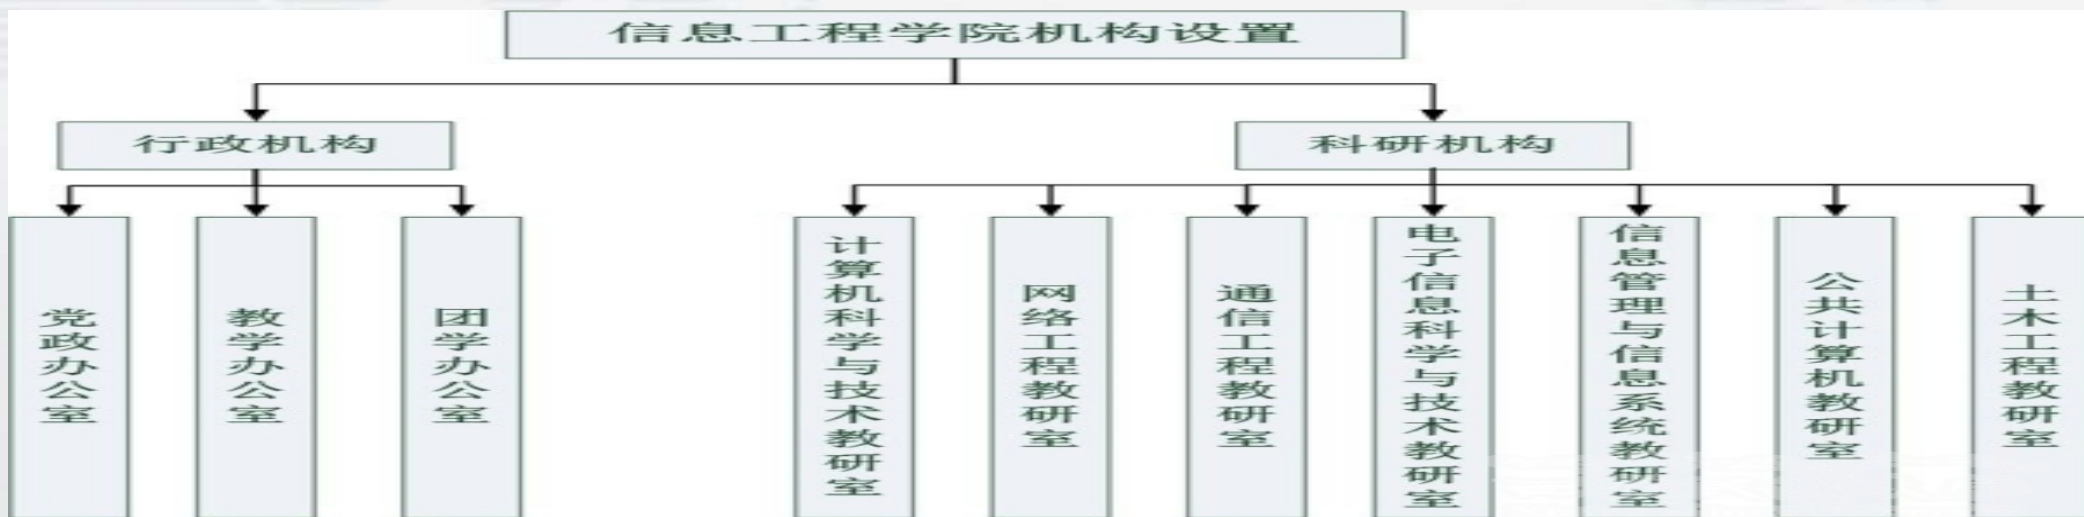 信息工程学院机构设置
行政机构
科研机构
党政办公室
教学办公室
团学办公室
计算机科学与技术教研室
网络工程教研室
通信工程教研室
电子信息科学与技术教研室
信息管理与信息系统教研室
公共计算机教研室
土木工程教研室